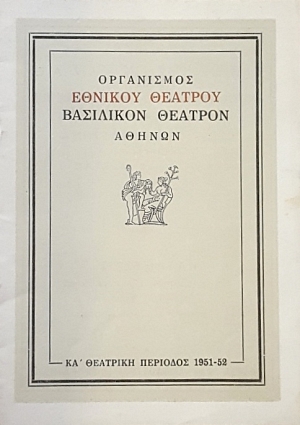 ΟΡΓΑΝΙΣΜΟΣ
ΕΘΝΙΚΟΥ ΘΕΑΤΡΟΥ
ΒΑΣΙΛΙΚΟΝ ΘΕΑΤΡΟΝ
ΑΘΗΝΩΝ
ΚΑ' ΘΕΑΤΡΙΚΗ ΠΕΡΙΟΔΟΣ 1951-52